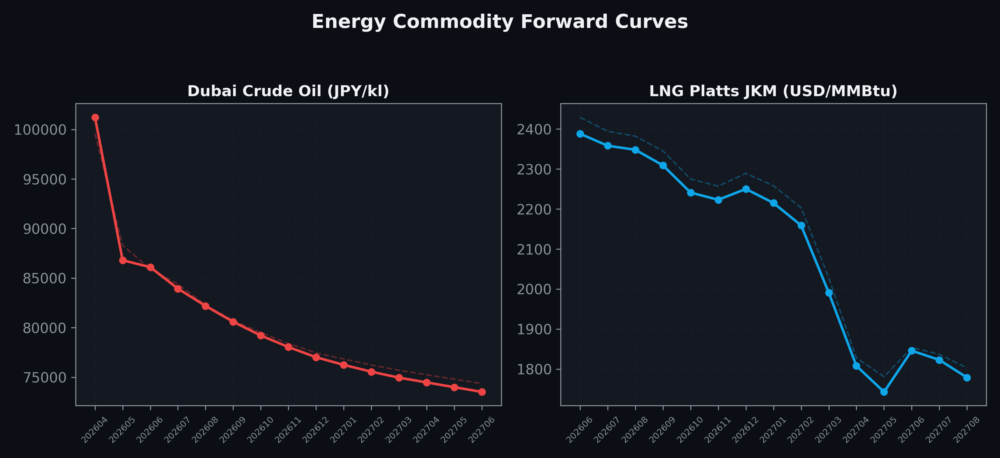 Energy Commodity Forward Curves
Dubai Crude Oil (JPY/kl)
100000
95000
90000
85000
80000
75000
202604 202605 202606 202607 202608 202609 202610 202611 202612 202701 202702 202703 202704 202705 202706
LNG Platts JKM (USD/MMBtu)
2400
2300
2200
2100
2000
1900
1800
202606 202607 202608 202609 202610 202611 202612 202701 202702 202703 202704 202705 202706 202707 202708